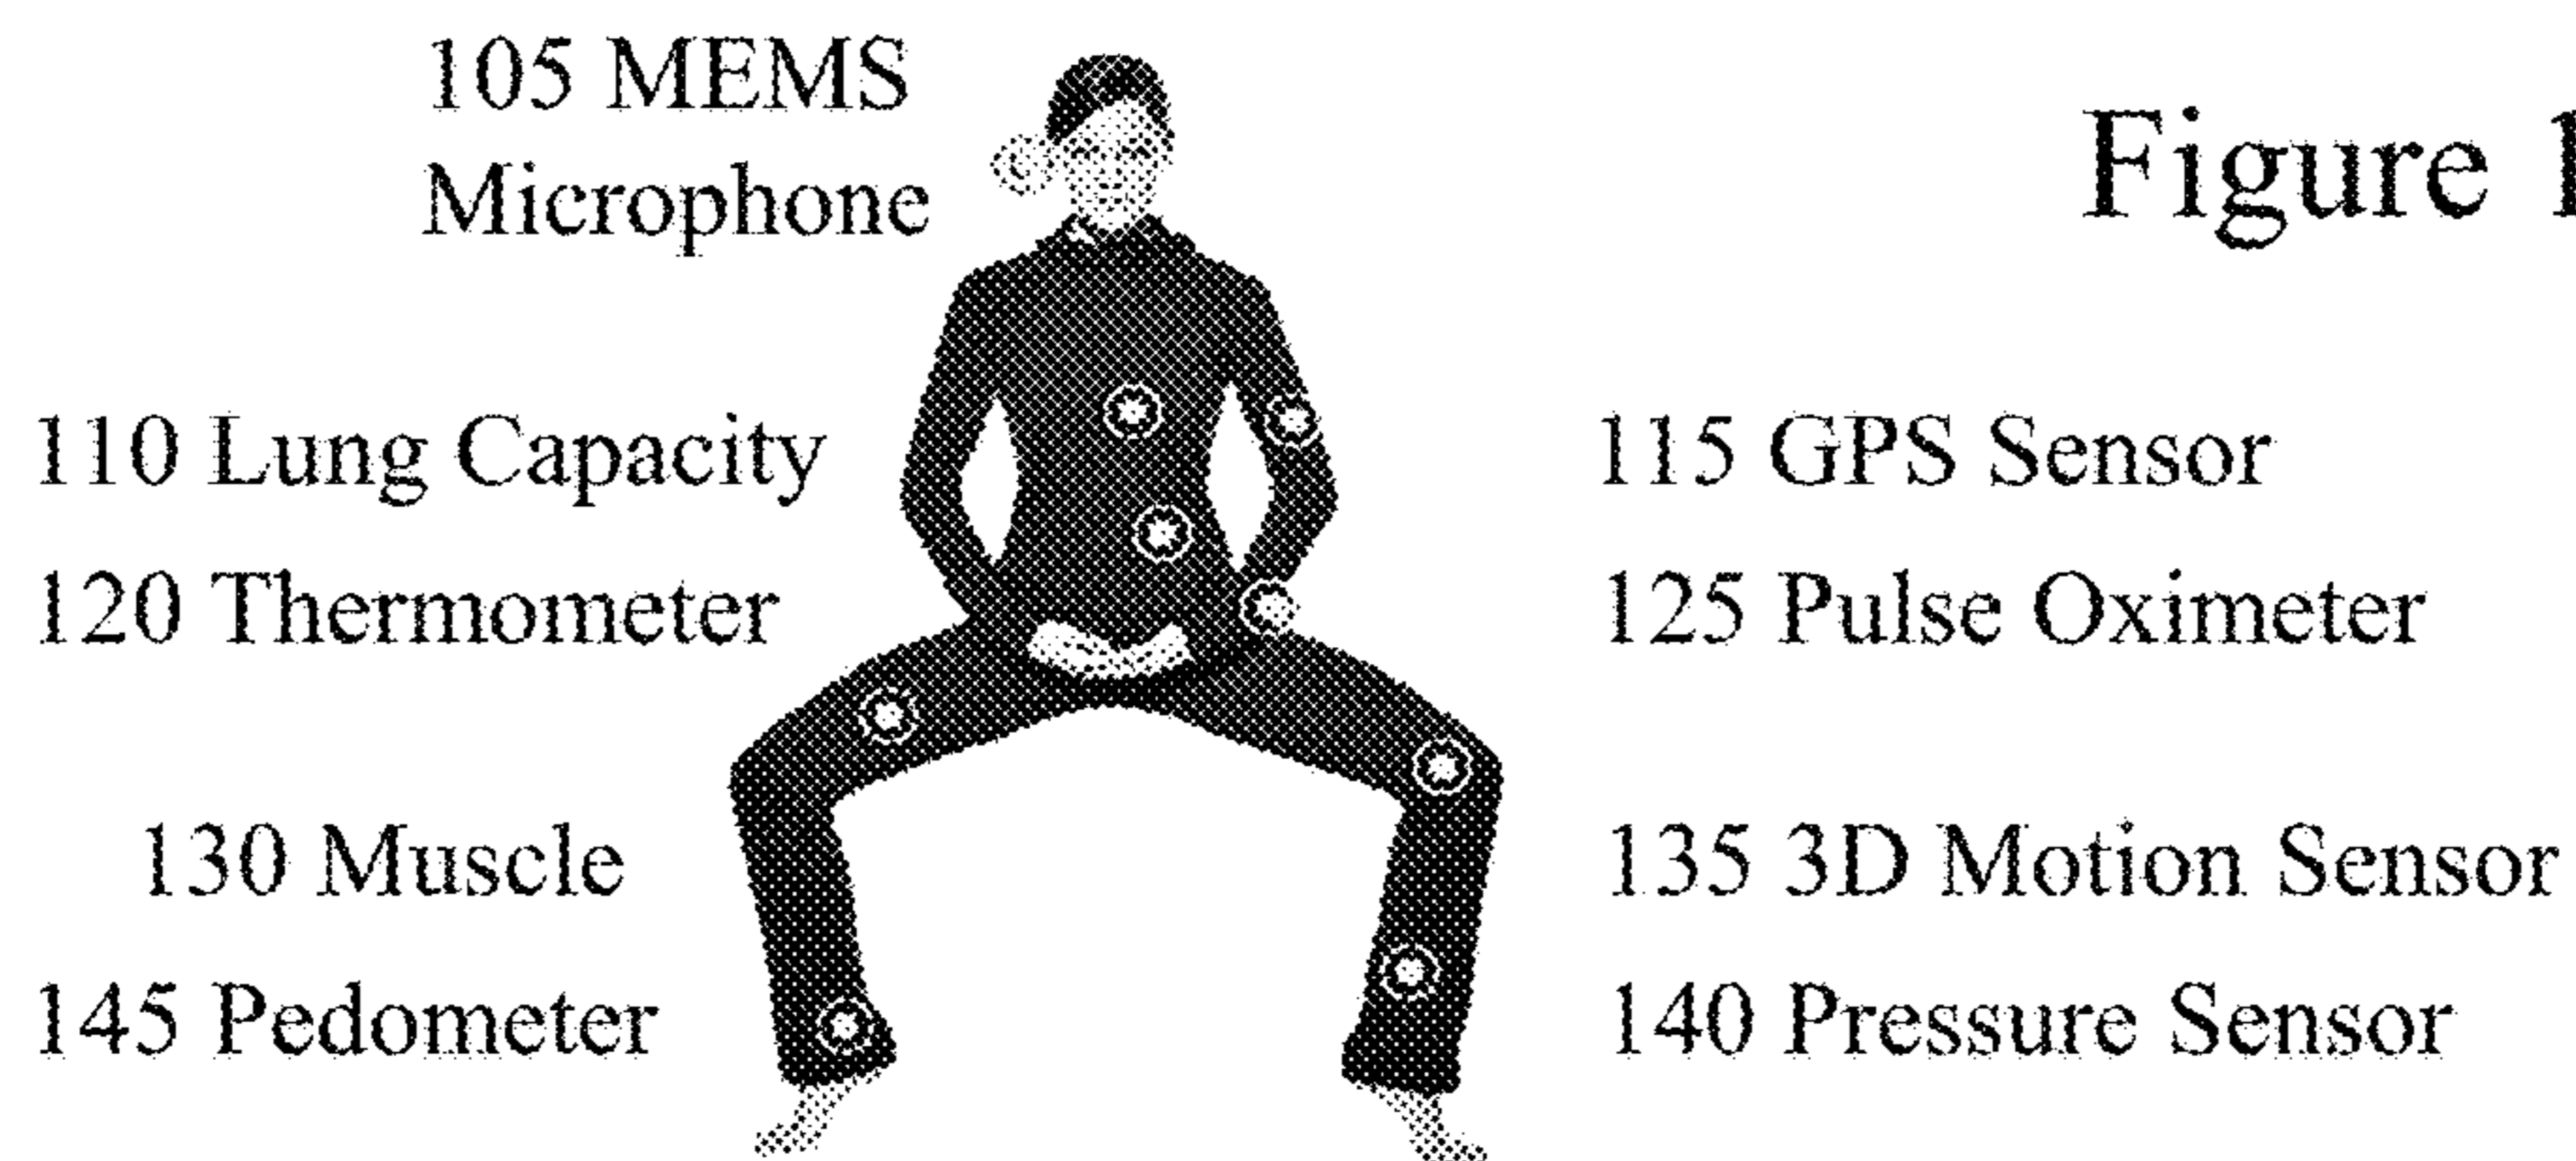 105 MEMS
Microphone
Figure 1
110 Lung Capacity
115 GPS Sensor
120 Thermometer
125 Pulse Oximeter
130 Muscle
135 3D Motion Sensor
145 Pedometer
140 Pressure Sensor